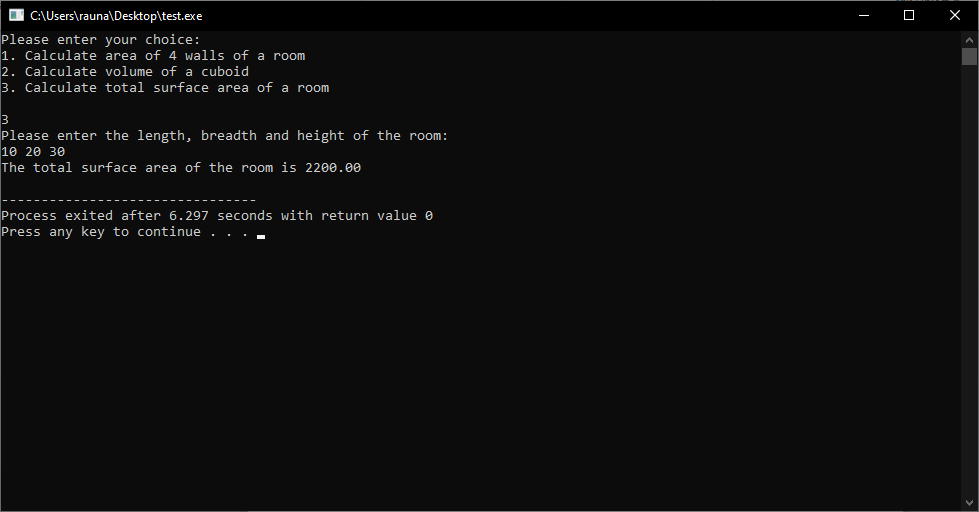 C:\Users\rauna\Desktop\test.exe
Please enter your choice:
1. Calculate area of 4 walls of a room
2. Calculate volume of a cuboid
3. Calculate total surface area of a room
3
Please enter the length, breadth and height of the room:
10 20 30
The total surface area of the room is 2200.00
--------------------------------
Process exited after 6.297 seconds with return value 0
Press any key to continue . . .